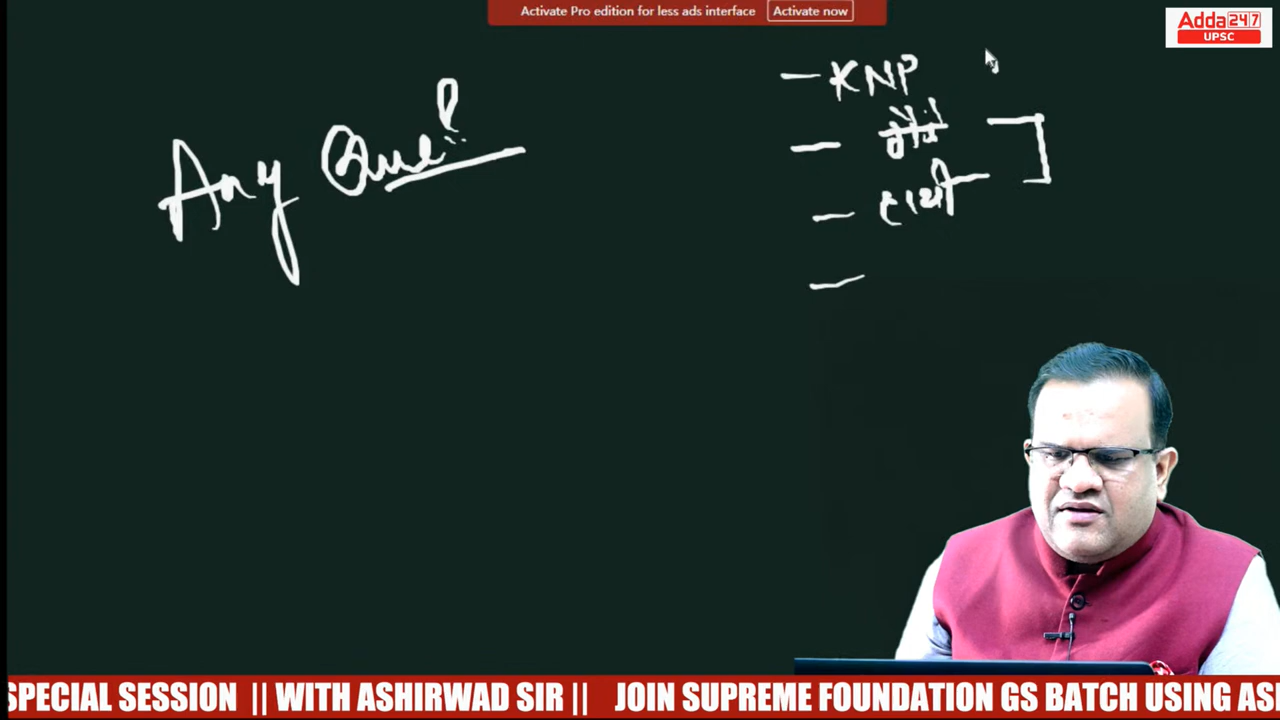 Activate Pro edition for less ads interface Activate now
Adda247
UPSC
Any Que?
– KNP
–
– हाथी
–
SPECIAL SESSION || WITH ASHIRWAD SIR || JOIN SUPREME FOUNDATION GS BATCH USING ASI